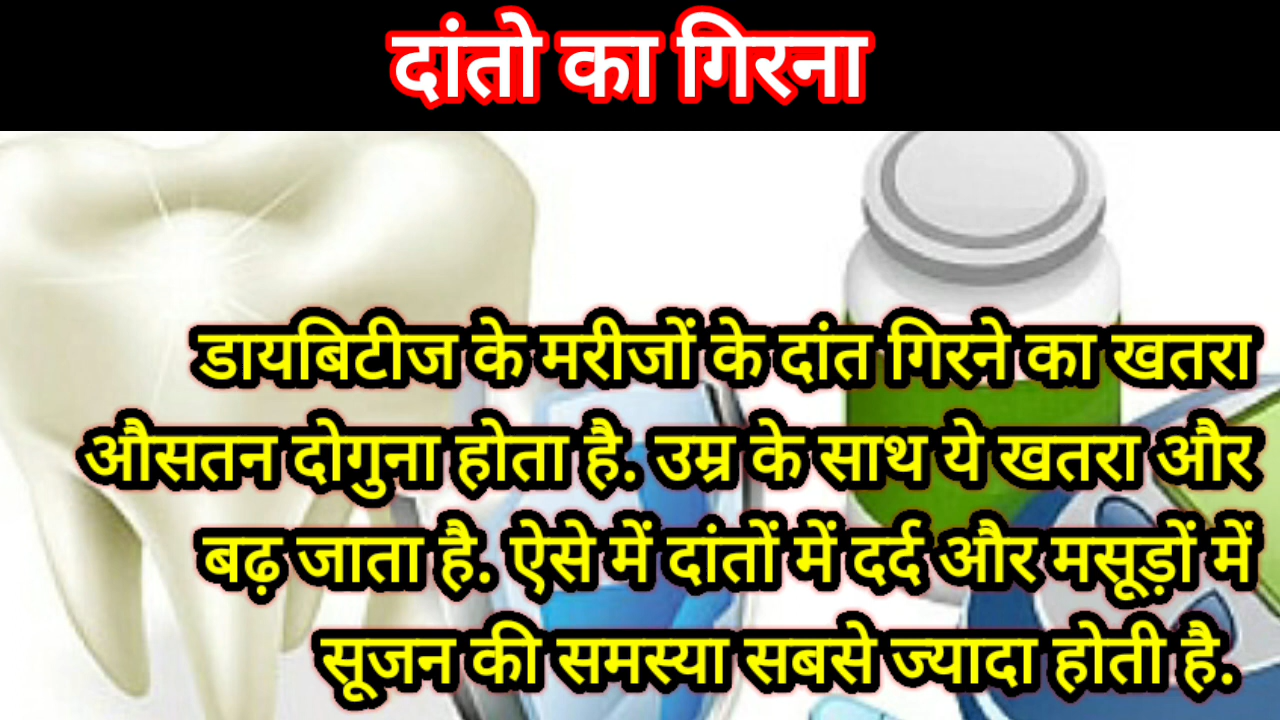 दांतो का गिरना
डायबिटीज के मरीजों के दांत गिरने का खतरा
औसतन दोगुना होता है. उम्र के साथ ये खतरा और
बढ़ जाता है. ऐसे में दांतों में दर्द और मसूड़ों में
सूजन की समस्या सबसे ज्यादा होती है.